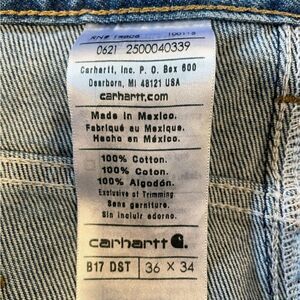 RN# 14806
0621 2500040339
Carhartt, Inc. P. O. Box 600
Dearborn, MI 48121 USA
carhartt.com
Made in Mexico.
Fabriqué au Mexique.
Hecho en México.
100% Cotton.
100% Coton.
100% Algodón.
Exclusive of Trimming
Sans garniture.
Sin incluir adorno.
carhartt
B17 DST 36 X 34